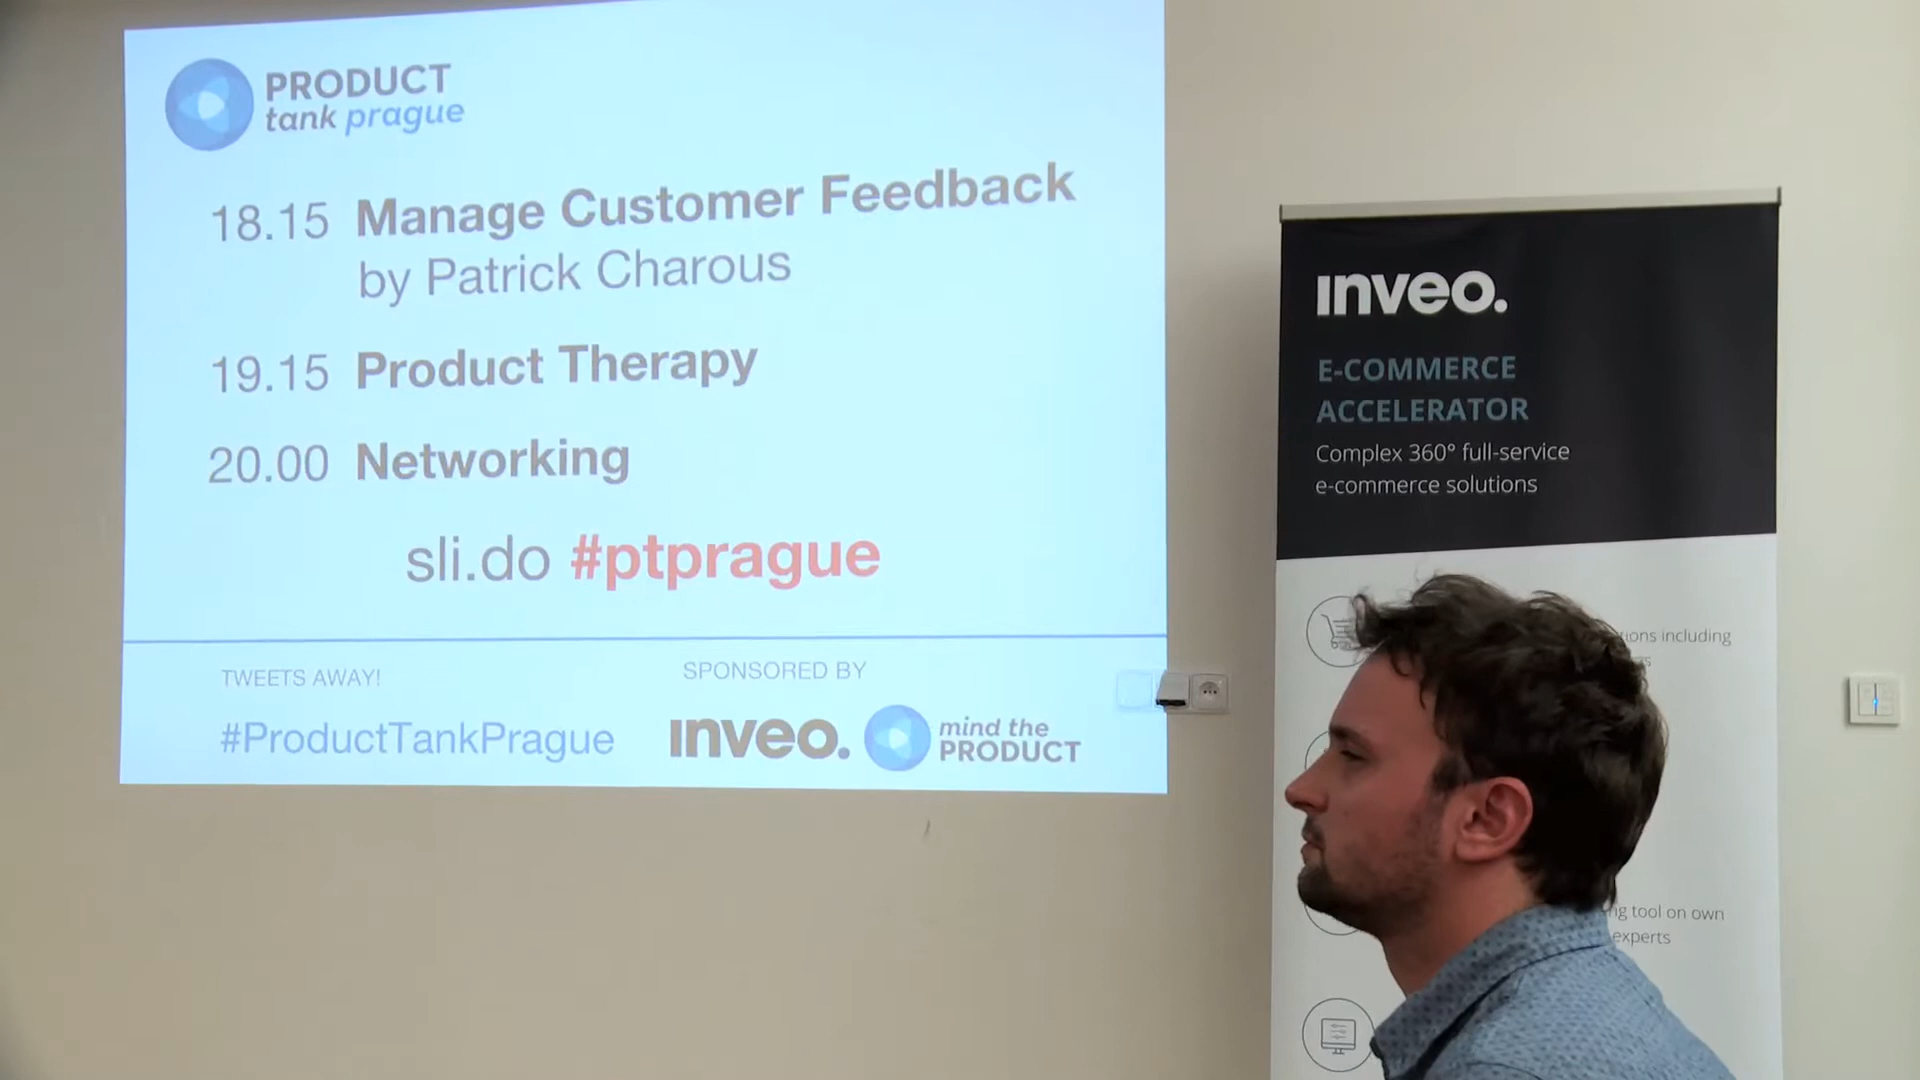 PRODUCT
tank prague
18.15 Manage Customer Feedback
by Patrick Charous
19.15 Product Therapy
20.00 Networking
sli.do #ptprague
TWEETS AWAY!
#ProductTankPrague
SPONSORED BY
inveo.
mind the
PRODUCT
inveo.
E-COMMERCE
ACCELERATOR
Complex 360° full-service
e-commerce solutions
including
tool on own
experts